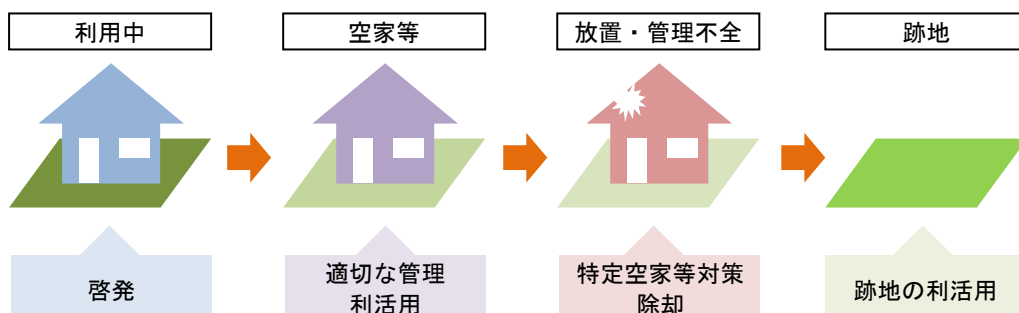 利用中
空家等
放置・管理不全
跡地
啓発
適切な管理
利活用
特定空家等対策
除却
跡地の利活用